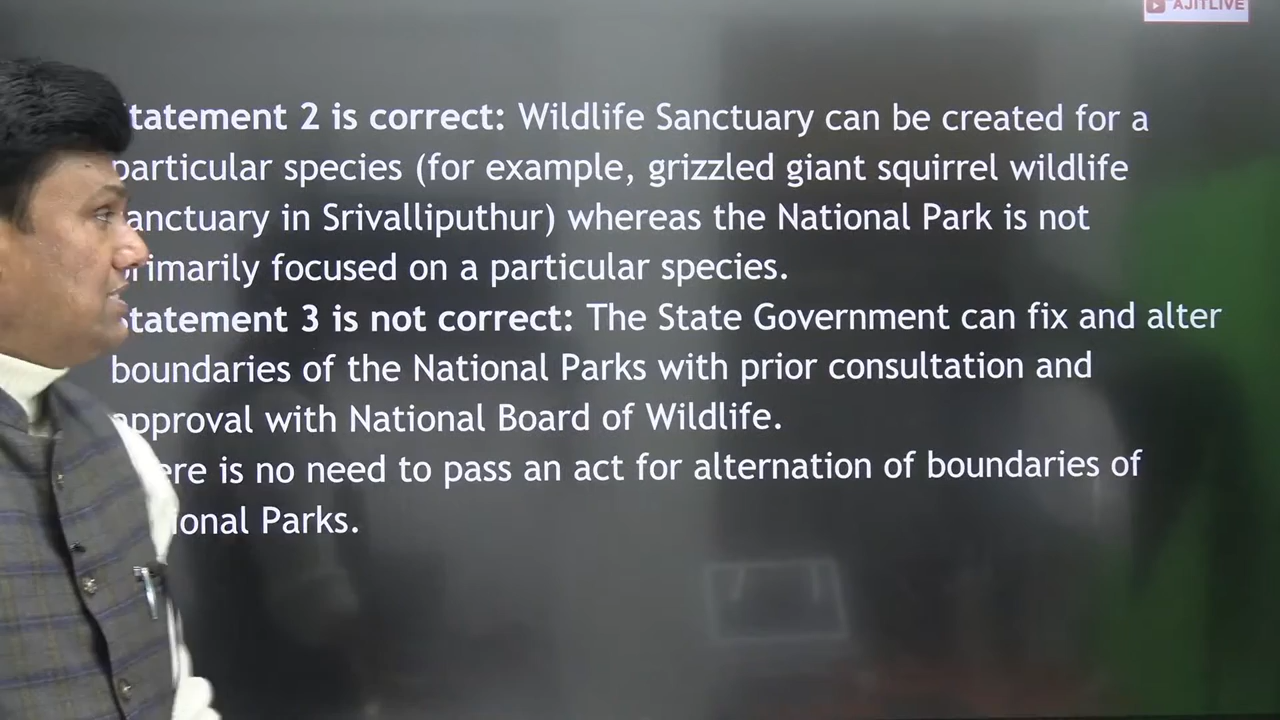 AJITLIVE
tatement 2 is correct: Wildlife Sanctuary can be created for a
particular species (for example, grizzled giant squirrel wildlife
anctuary in Srivalliputhur) whereas the National Park is not
rimarily focused on a particular species.
tatement 3 is not correct: The State Government can fix and alter
boundaries of the National Parks with prior consultation and
approval with National Board of Wildlife.
ere is no need to pass an act for alternation of boundaries of
ional Parks.